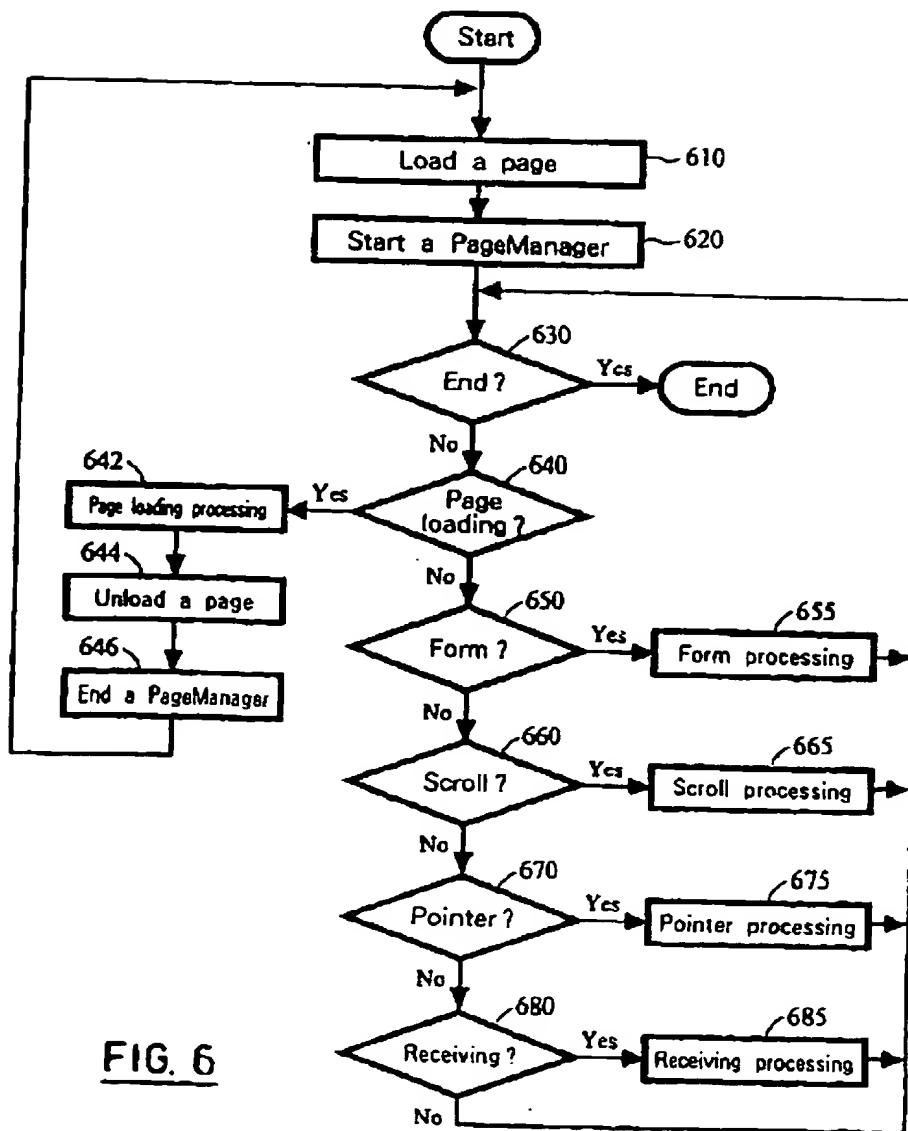 Start
Load a page
610
Start a PageManager
620
630
End ?
Yes
End
No
640
Page
loading ?
Yes
642
Page loading processing
644
Unload a page
646
End a PageManager
No
650
Form ?
Yes
655
Form processing
No
660
Scroll ?
Yes
665
Scroll processing
No
670
Pointer ?
Yes
675
Pointer processing
No
680
Receiving ?
Yes
685
Receiving processing
No
FIG. 6